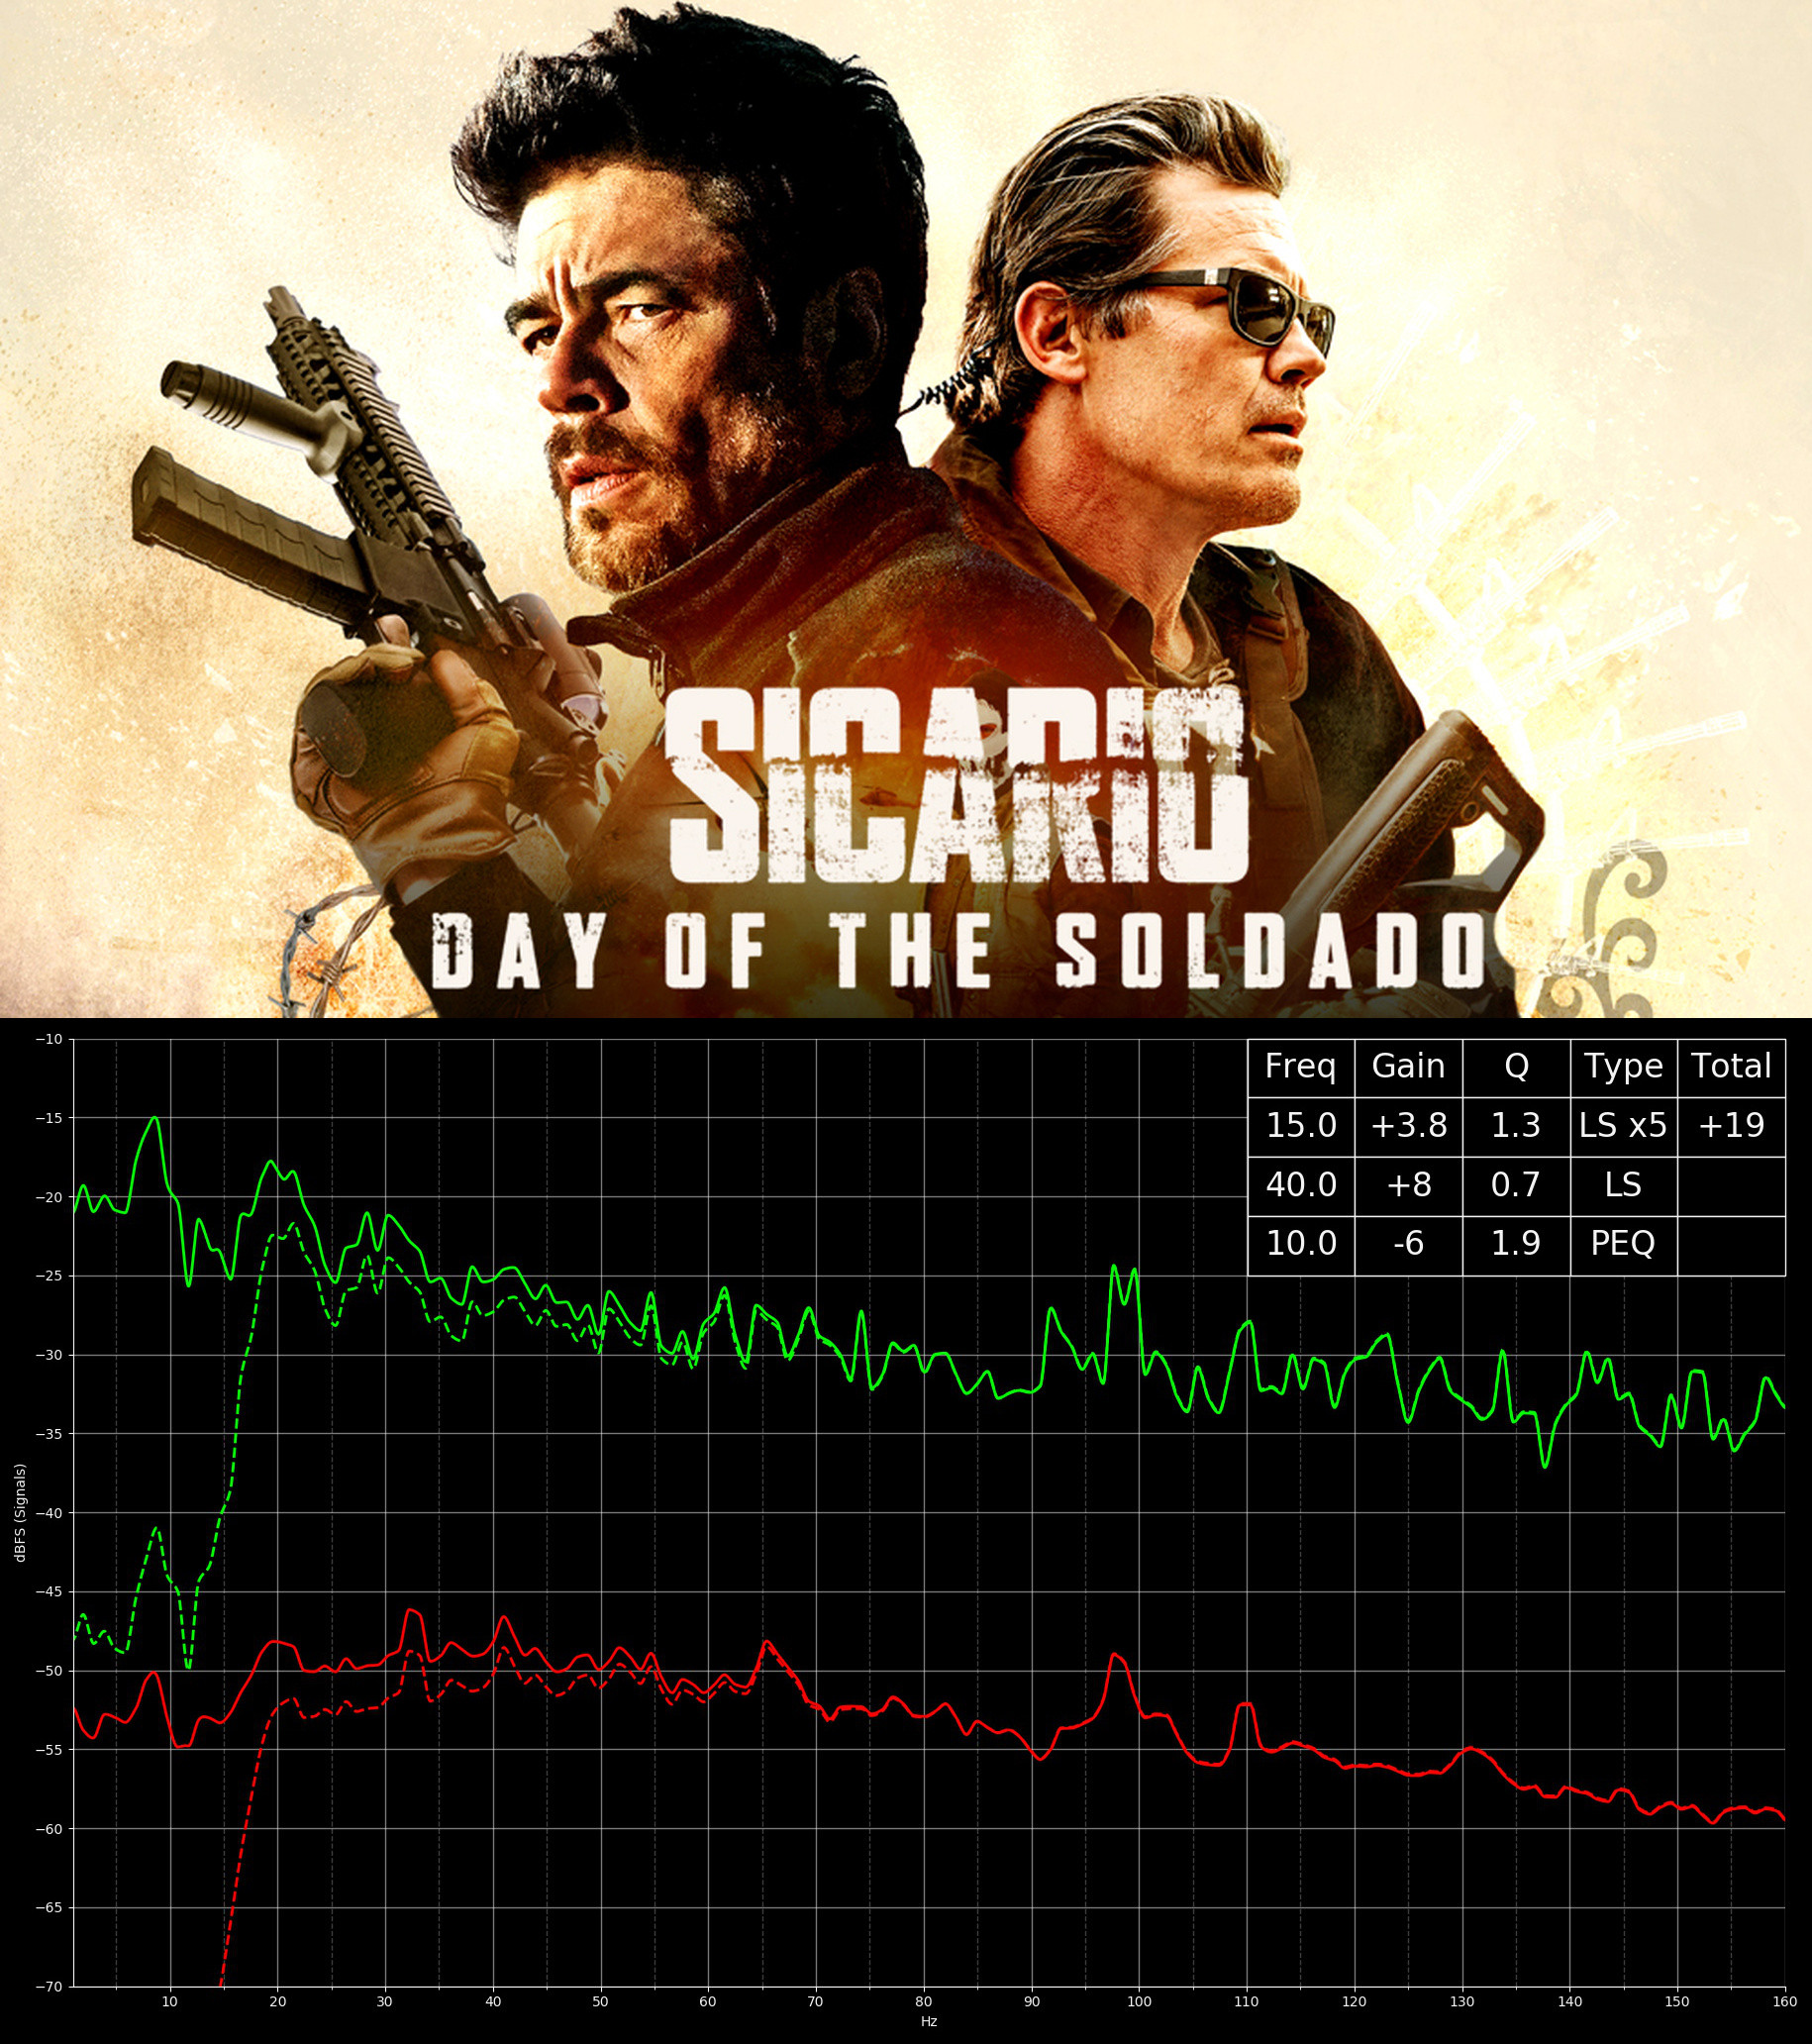 SICARIO
DAY OF THE SOLDADO
Freq Gain Q Type Total
15.0 +3.8 1.3 LS x5 +19
40.0 +8 0.7 LS
10.0 -6 1.9 PEQ
−10
−15
−20
−25
−30
−35
−40
−45
−50
−55
−60
−65
−70
dBFS (Signals)
10 20 30 40 50 60 70 80 90 100 110 120 130 140 150 160
Hz